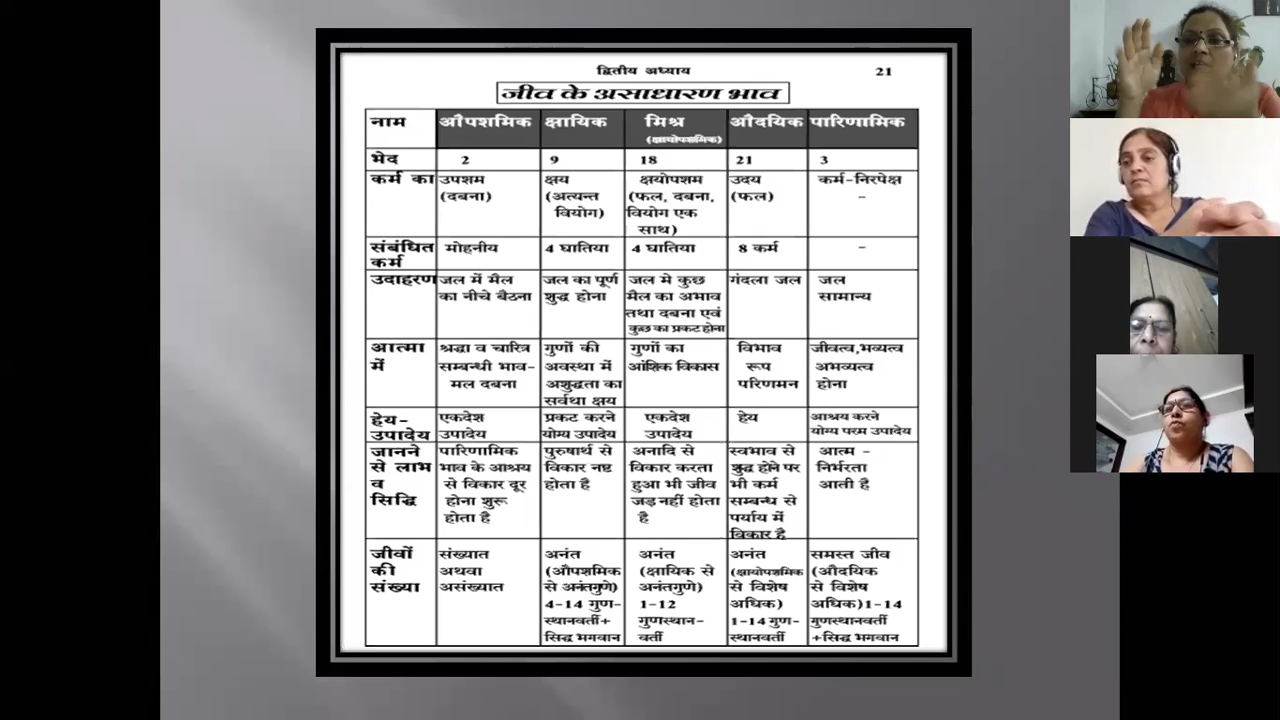 द्वितीय अध्याय 21
जीव के असाधारण भाव
नाम औपशमिक क्षायिक मिश्र (क्षायोपशमिक) औदयिक पारिणामिक
भेद 2 9 18 21 3
कर्म का उपशम (दबना) क्षय (अत्यन्त वियोग) क्षयोपशम (फल, दबना, वियोग एक साथ) उदय (फल) कर्म-निरपेक्ष -
संबंधित कर्म मोहनीय 4 घातिया 4 घातिया 8 कर्म -
उदाहरण जल में मैल का नीचे बैठना जल का पूर्ण शुद्ध होना जल मे कुछ मैल का अभाव तथा दबना एवं कुछ का प्रकट होना गंदला जल जल सामान्य
आत्मा में श्रद्धा व चारित्र सम्बन्धी भाव-मल दबना गुणों की अवस्था में अशुद्धता का सर्वथा क्षय गुणों का आंशिक विकास विभाव रूप परिणमन जीवत्व,भव्यत्व अभव्यत्व होना
हेय-उपादेय एकदेश उपादेय प्रकट करने योग्य उपादेय एकदेश उपादेय हेय आश्रय करने योग्य परम उपादेय
जानने से लाभ व सिद्धि पारिणामिक भाव के आश्रय से विकार दूर होना शुरू होता है पुरुषार्थ से विकार नष्ट होता है अनादि से विकार करता हुआ भी जीव जड़ नहीं होता है स्वभाव से शुद्ध होने पर भी कर्म सम्बन्ध से पर्याय में विकार है आत्म - निर्भरता आती है
जीवों की संख्या संख्यात अथवा असंख्यात अनंत (औपशमिक से अनंतगुणे) 4-14 गुण-स्थानवर्ती+ सिद्ध भगवान अनंत (क्षायिक से अनंतगुणे) 1-12 गुणस्थान-वर्ती अनंत (क्षायोपशमिक से विशेष अधिक) 1-14 गुण-स्थानवर्ती समस्त जीव (औदयिक से विशेष अधिक)1-14 गुणस्थानवर्ती +सिद्ध भगवान